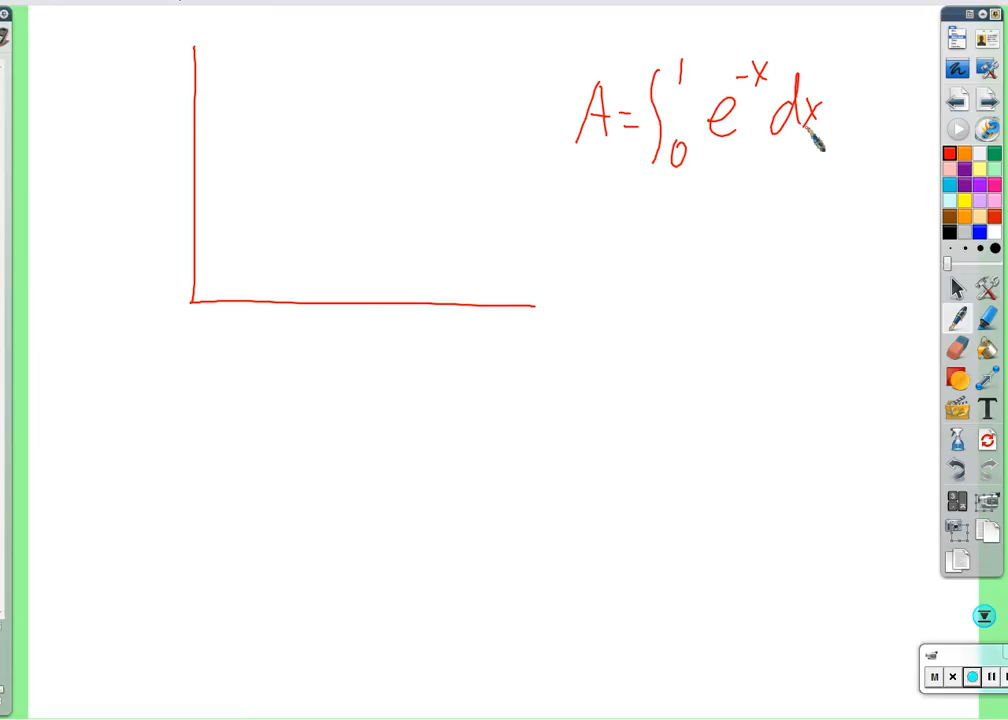 A = ∫₀¹ e⁻ˣ dx
T
M